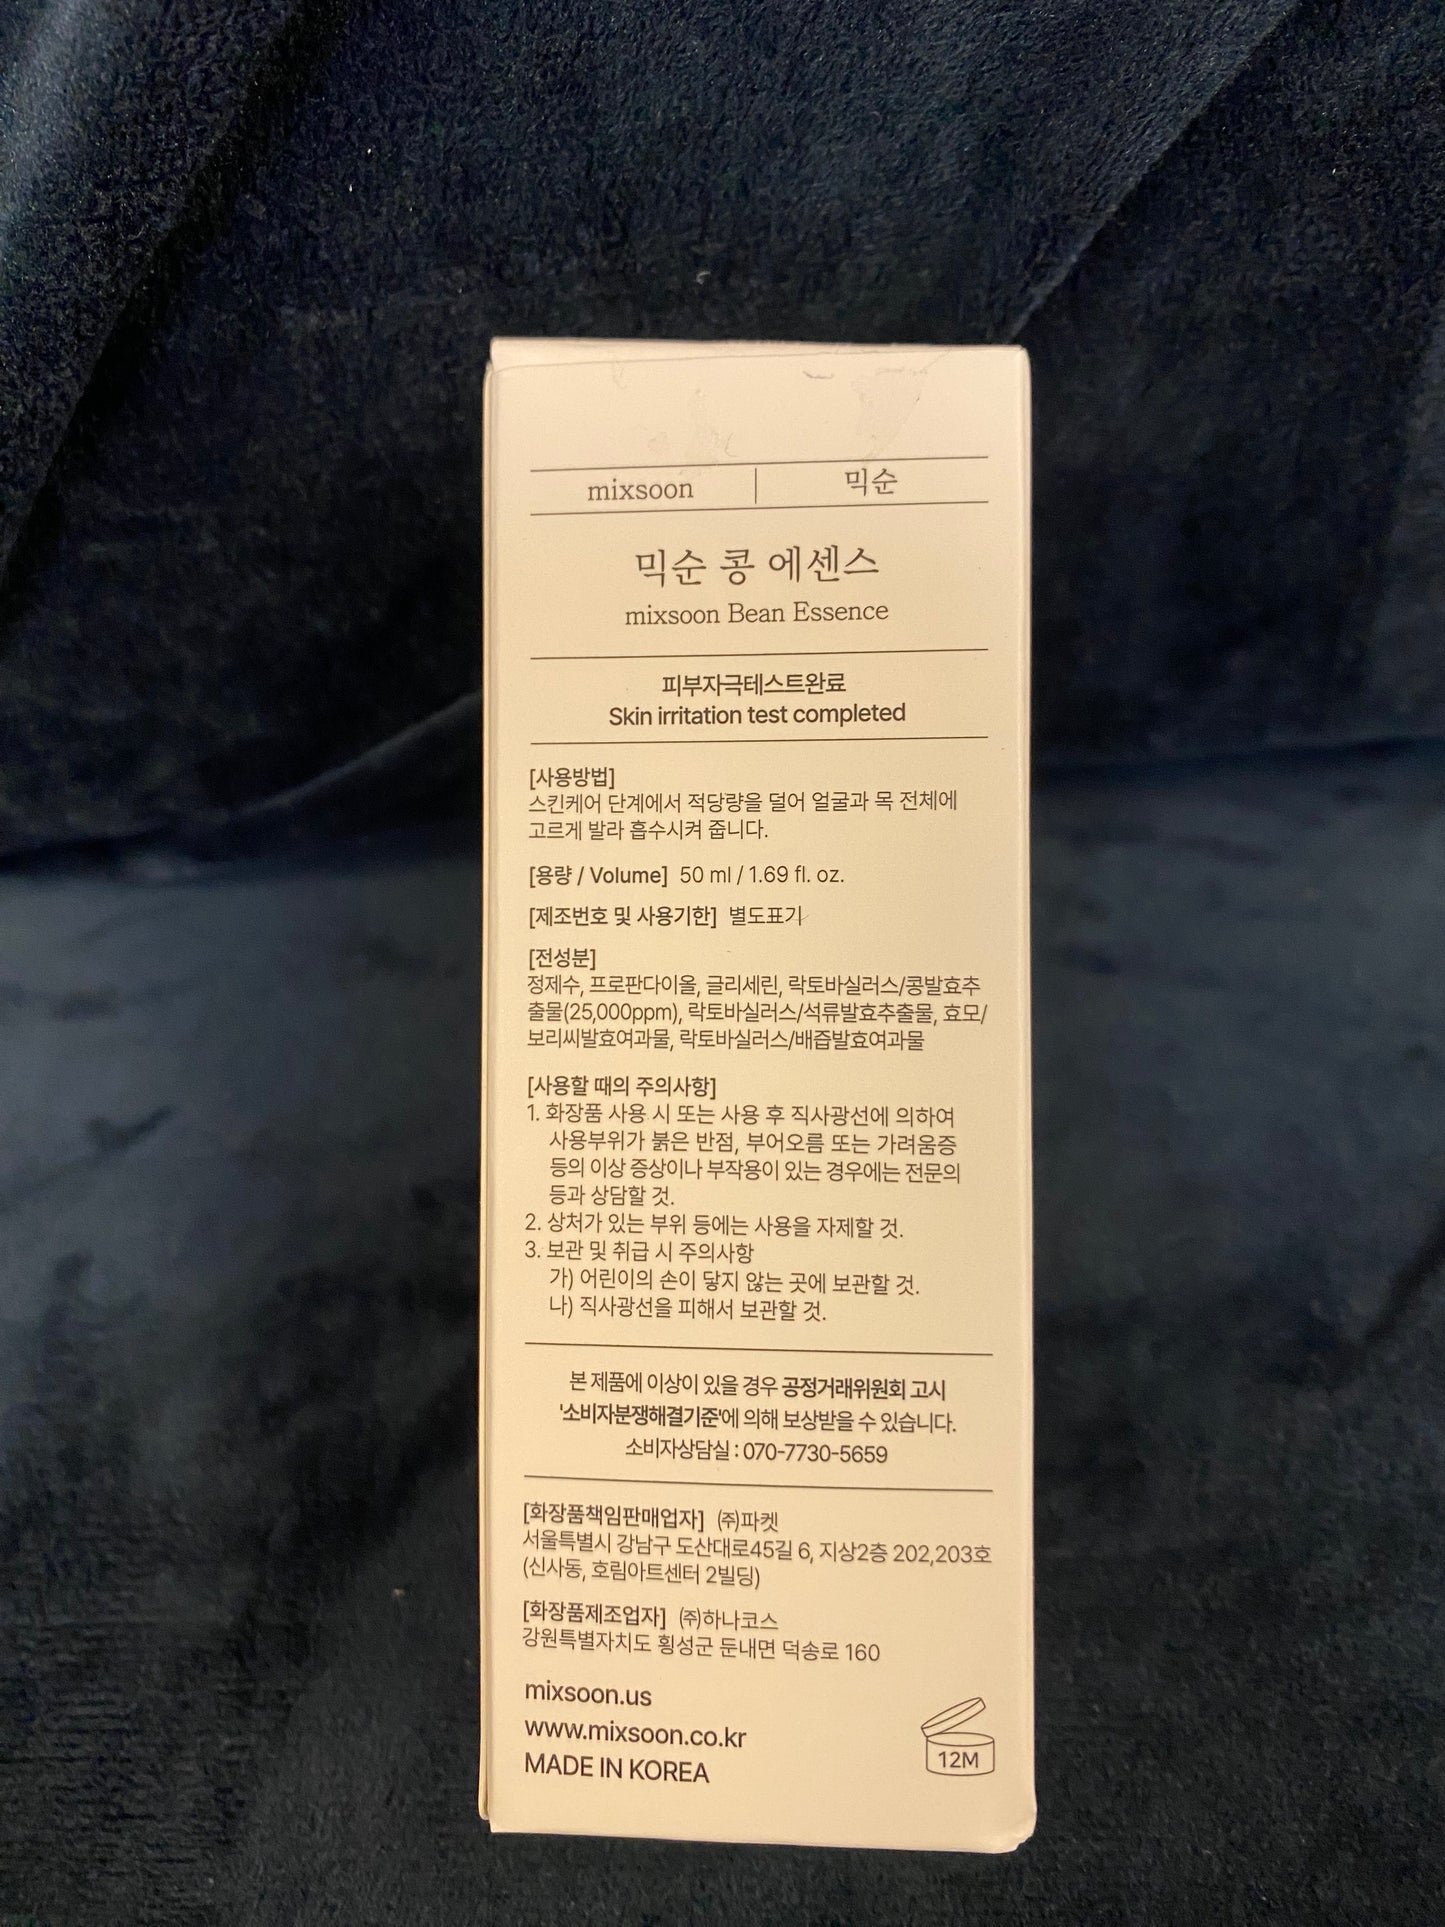 mixsoon | 믹순
믹순 콩 에센스
mixsoon Bean Essence
피부자극테스트완료
Skin irritation test completed
[사용방법]
스킨케어 단계에서 적당량을 덜어 얼굴과 목 전체에
고르게 발라 흡수시켜 줍니다.
[용량 / Volume] 50 ml / 1.69 fl. oz.
[제조번호 및 사용기한] 별도표기
[전성분]
정제수, 프로판다이올, 글리세린, 락토바실러스/콩발효추
출물(25,000ppm), 락토바실러스/석류발효추출물, 효모/
보리씨발효여과물, 락토바실러스/배즙발효여과물
[사용할 때의 주의사항]
1. 화장품 사용 시 또는 사용 후 직사광선에 의하여
사용부위가 붉은 반점, 부어오름 또는 가려움증
등의 이상 증상이나 부작용이 있는 경우에는 전문의
등과 상담할 것.
2. 상처가 있는 부위 등에는 사용을 자제할 것.
3. 보관 및 취급 시 주의사항
가) 어린이의 손이 닿지 않는 곳에 보관할 것.
나) 직사광선을 피해서 보관할 것.
본 제품에 이상이 있을 경우 공정거래위원회 고시
'소비자분쟁해결기준'에 의해 보상받을 수 있습니다.
소비자상담실 : 070-7730-5659
[화장품책임판매업자] ㈜파켓
서울특별시 강남구 도산대로45길 6, 지상2층 202,203호
(신사동, 호림아트센터 2빌딩)
[화장품제조업자] ㈜하나코스
강원특별자치도 횡성군 둔내면 덕송로 160
mixsoon.us
www.mixsoon.co.kr
MADE IN KOREA
12M